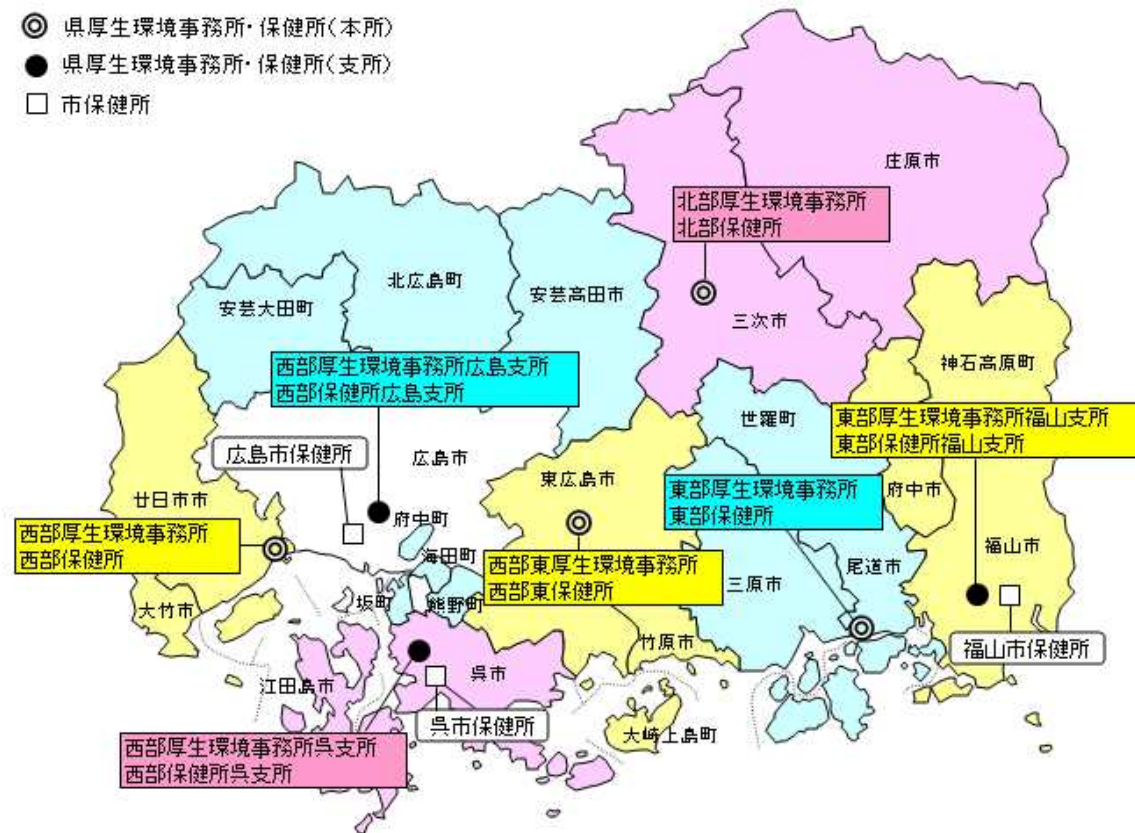 県厚生環境事務所・保健所(本所)
県厚生環境事務所・保健所(支所)
市保健所
庄原市
北部厚生環境事務所
北部保健所
北広島町
安芸高田市
安芸大田町
三次市
神石高原町
西部厚生環境事務所広島支所
西部保健所広島支所
世羅町
東部厚生環境事務所福山支所
東部保健所福山支所
広島市保健所
広島市
東広島市
東部厚生環境事務所
東部保健所
府中市
廿日市市
府中町
西部厚生環境事務所
西部保健所
海田町
福山市
西部東厚生環境事務所
西部東保健所
三原市
尾道市
大竹市
坂町
熊野町
竹原市
福山市保健所
江田島市
呉市
呉市保健所
大崎上島町
西部厚生環境事務所呉支所
西部保健所呉支所